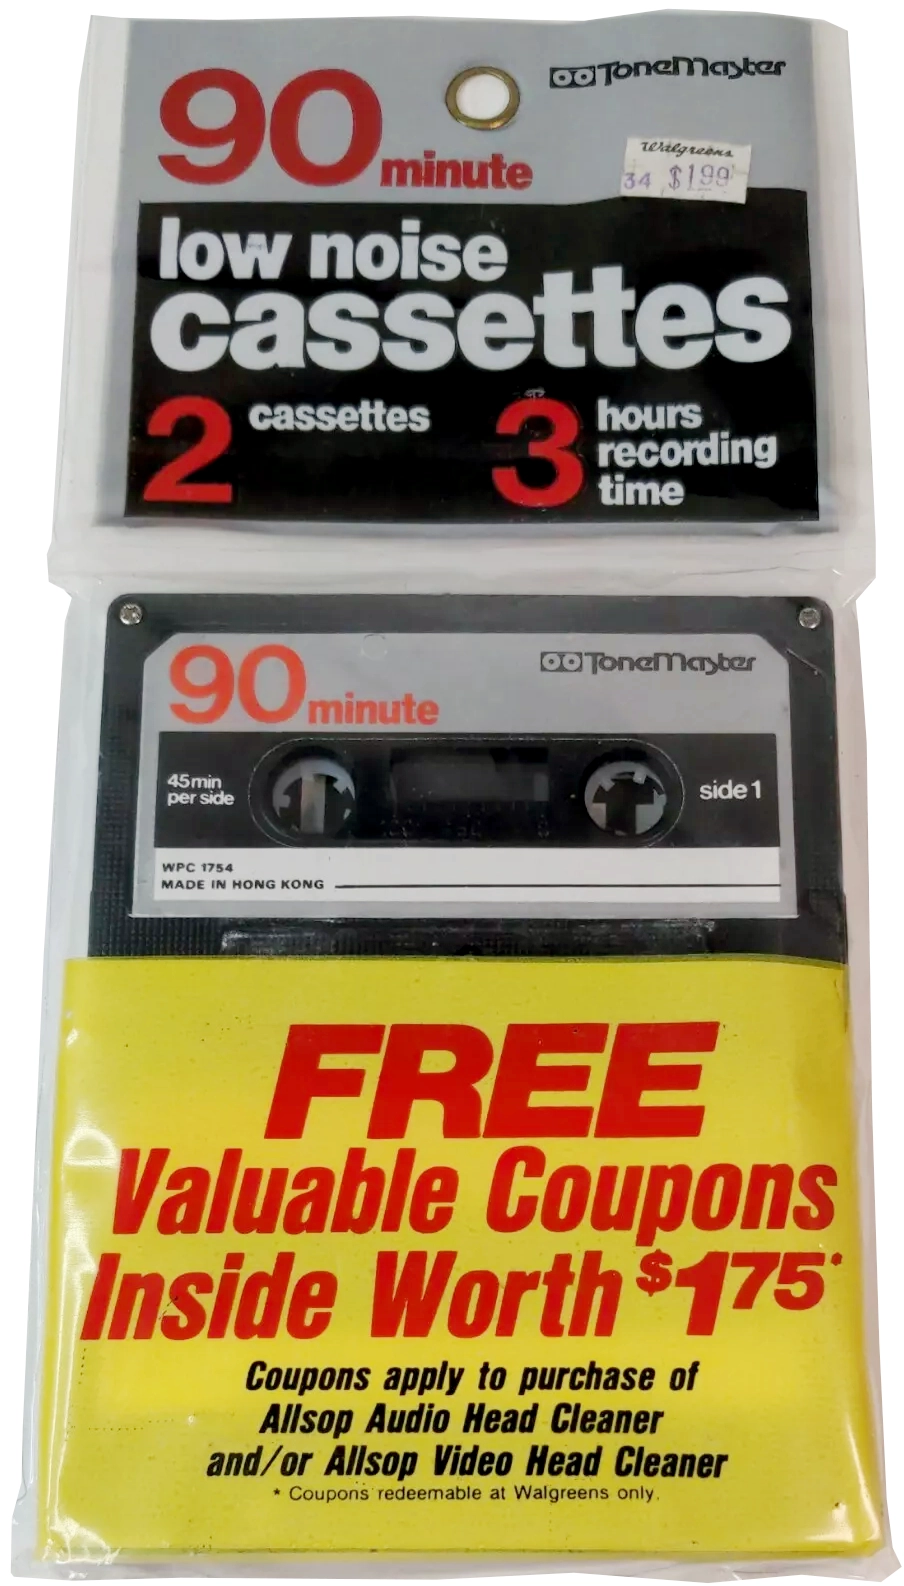 90 minute
ToneMaster
Walgreens
34 $1.99
low noise
cassettes
2 cassettes
3 hours
recording
time
90 minute
ToneMaster
45 min
per side
side 1
WPC 1754
MADE IN HONG KONG
FREE
Valuable Coupons
Inside Worth $1.75*
Coupons apply to purchase of
Allsop Audio Head Cleaner
and/or Allsop Video Head Cleaner
* Coupons redeemable at Walgreens only.